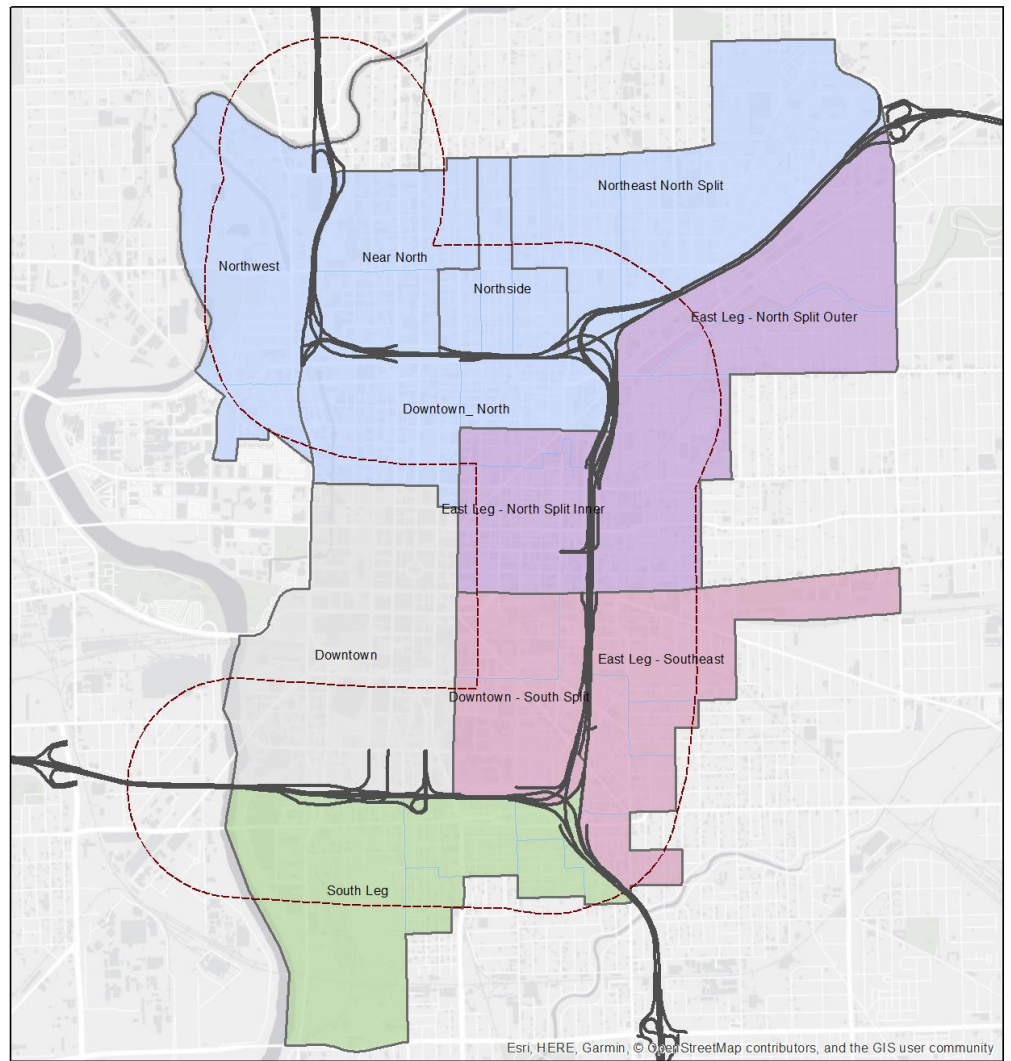 Northeast North Split
Near North
Northwest
Northside
East Leg - North Split Outer
Downtown_ North
East Leg - North Split Inner
Downtown
East Leg - Southeast
Downtown - South Split
South Leg
Esri, HERE, Garmin, © OpenStreetMap contributors, and the GIS user community